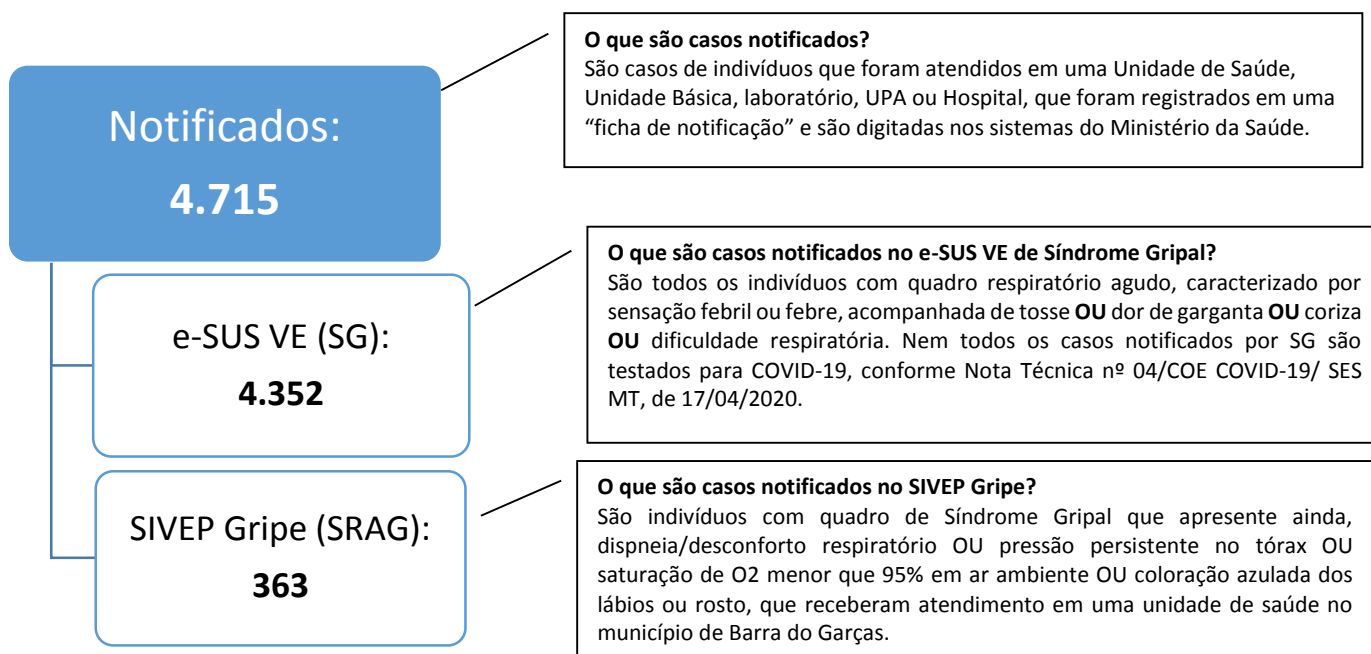 Notificados:
4.715
O que são casos notificados?
São casos de indivíduos que foram atendidos em uma Unidade de Saúde,
Unidade Básica, laboratório, UPA ou Hospital, que foram registrados em uma
“ficha de notificação” e são digitadas nos sistemas do Ministério da Saúde.
e-SUS VE (SG):
4.352
O que são casos notificados no e-SUS VE de Síndrome Gripal?
São todos os indivíduos com quadro respiratório agudo, caracterizado por
sensação febril ou febre, acompanhada de tosse OU dor de garganta OU coriza
OU dificuldade respiratória. Nem todos os casos notificados por SG são
testados para COVID-19, conforme Nota Técnica nº 04/COE COVID-19/ SES
MT, de 17/04/2020.
SIVEP Gripe (SRAG):
363
O que são casos notificados no SIVEP Gripe?
São indivíduos com quadro de Síndrome Gripal que apresente ainda,
dispneia/desconforto respiratório OU pressão persistente no tórax OU
saturação de O2 menor que 95% em ar ambiente OU coloração azulada dos
lábios ou rosto, que receberam atendimento em uma unidade de saúde no
município de Barra do Garças.